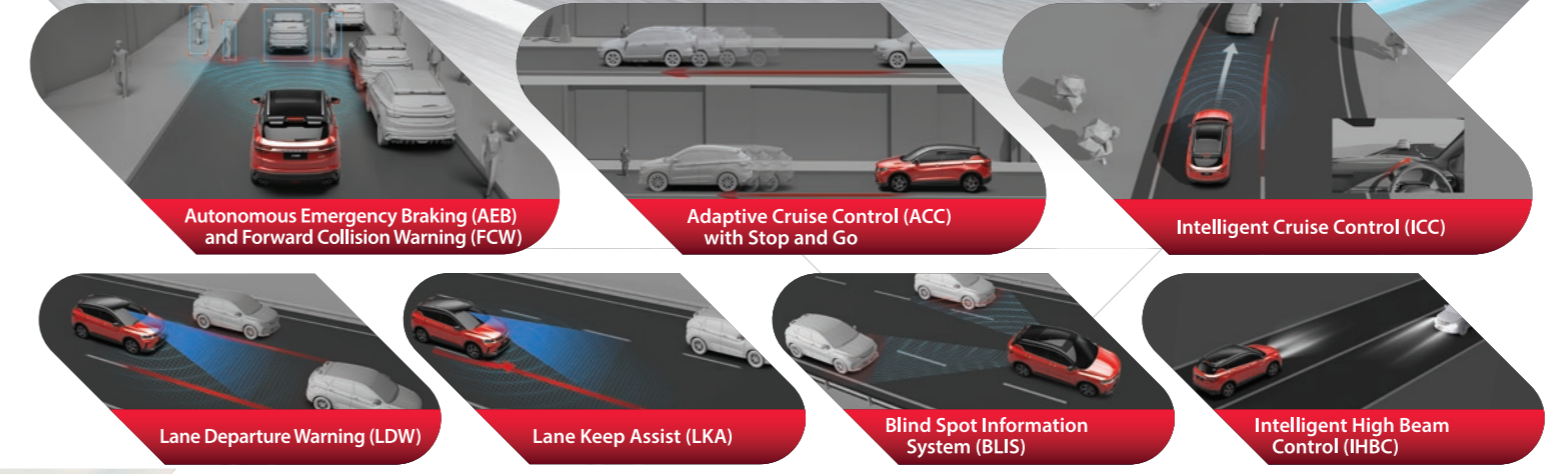 Autonomous Emergency Braking (AEB)
and Forward Collision Warning (FCW)
Adaptive Cruise Control (ACC)
with Stop and Go
Intelligent Cruise Control (ICC)
Lane Departure Warning (LDW)
Lane Keep Assist (LKA)
Blind Spot Information
System (BLIS)
Intelligent High Beam
Control (IHBC)